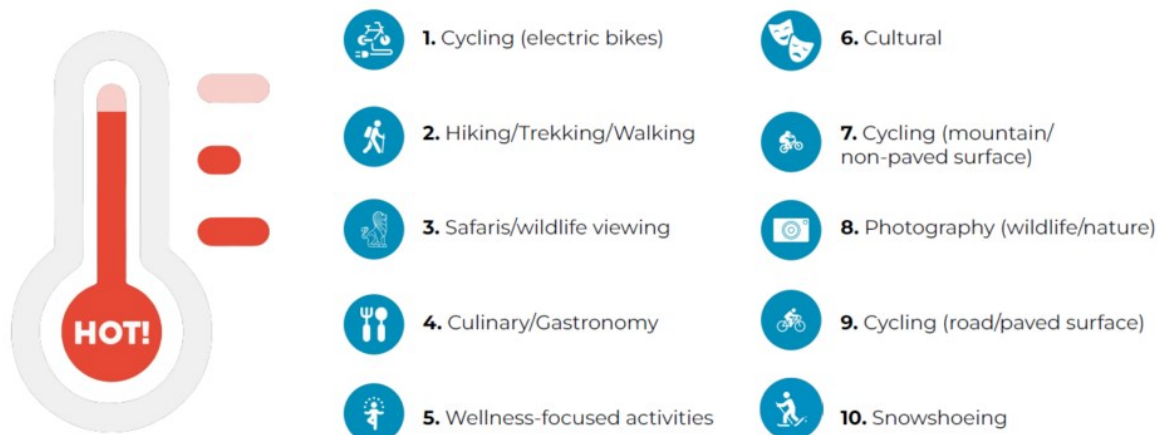 HOT!
1. Cycling (electric bikes)
2. Hiking/Trekking/Walking
3. Safaris/wildlife viewing
4. Culinary/Gastronomy
5. Wellness-focused activities
6. Cultural
7. Cycling (mountain/
non-paved surface)
8. Photography (wildlife/nature)
9. Cycling (road/paved surface)
10. Snowshoeing